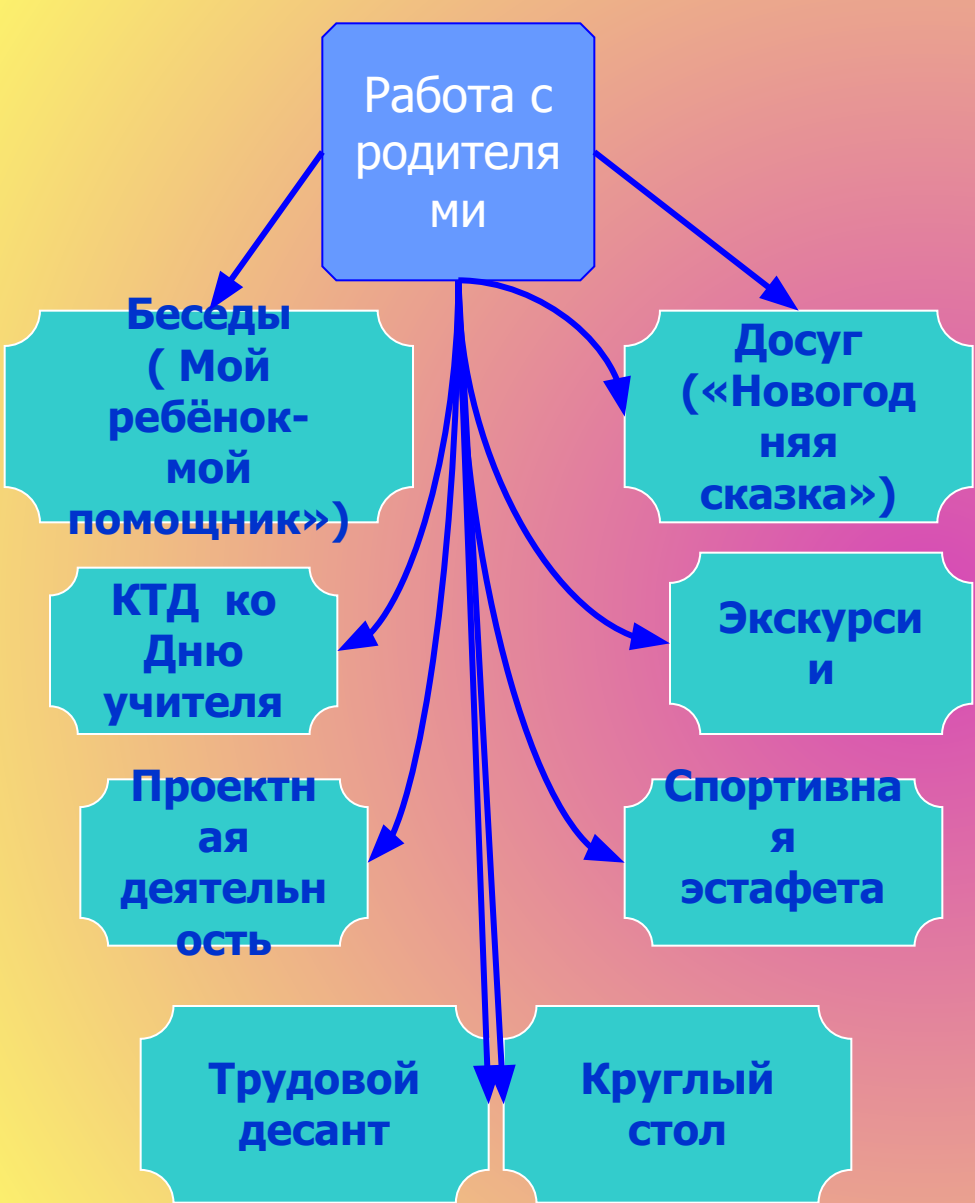 Работа с
родителя
ми
Беседы
( Мой
ребёнок-
мой
помощник»)
Досуг
(«Новогод
няя
сказка»)
КТД  ко
Дню
учителя
Экскурси
и
Проектн
ая
деятельн
ость
Спортивна
я
эстафета
Трудовой
десант
Круглый
стол